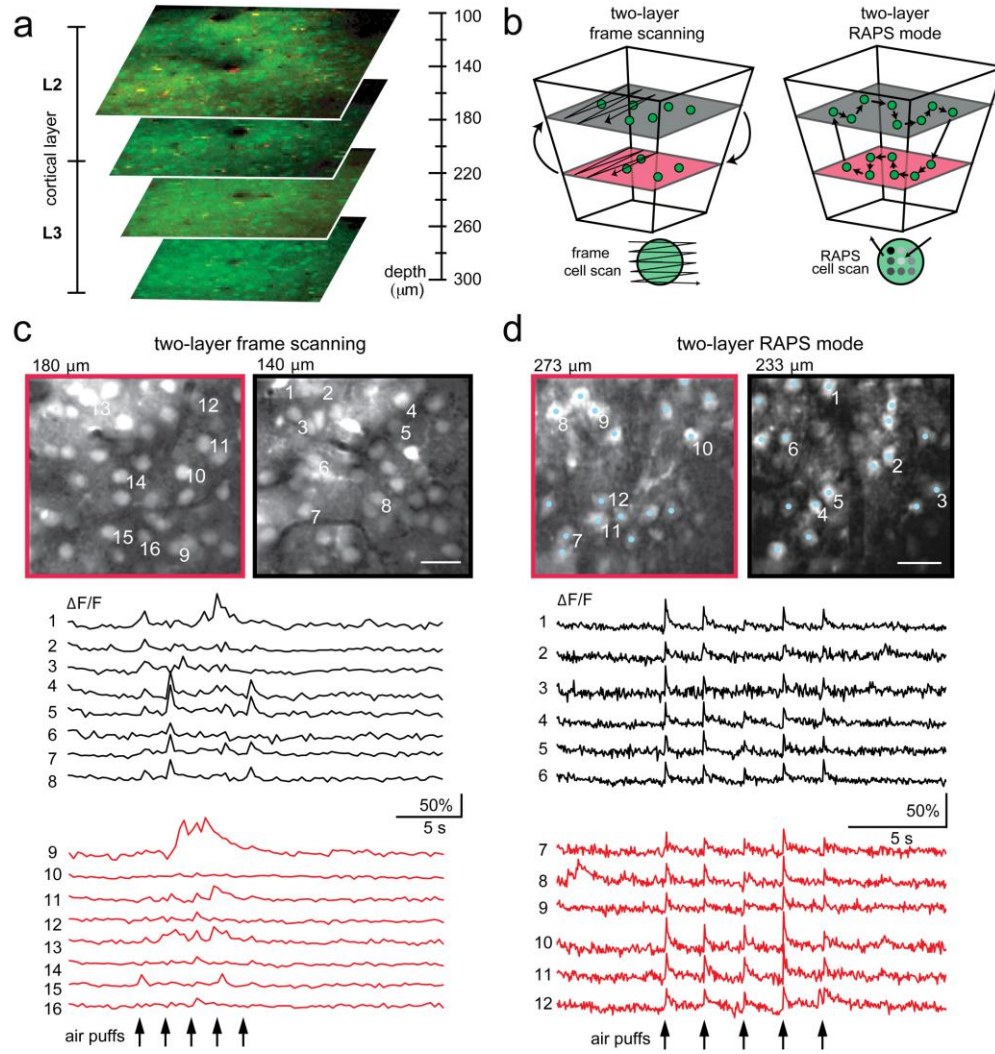 a
L2
cortical layer
L3
100
140
180
220
260
300
depth
(μm)
b
two-layer
frame scanning
two-layer
RAPS mode
frame
cell scan
RAPS
cell scan
c
two-layer frame scanning
180 μm
140 μm
13
12
11
10
14
15
16
9
1
2
3
4
5
6
7
8
ΔF/F
1
2
3
4
5
6
7
8
50%
5 s
9
10
11
12
13
14
15
16
air puffs
d
two-layer RAPS mode
273 μm
233 μm
8
9
10
12
11
7
1
6
2
5
4
3
ΔF/F
1
2
3
4
5
6
50%
5 s
7
8
9
10
11
12
air puffs